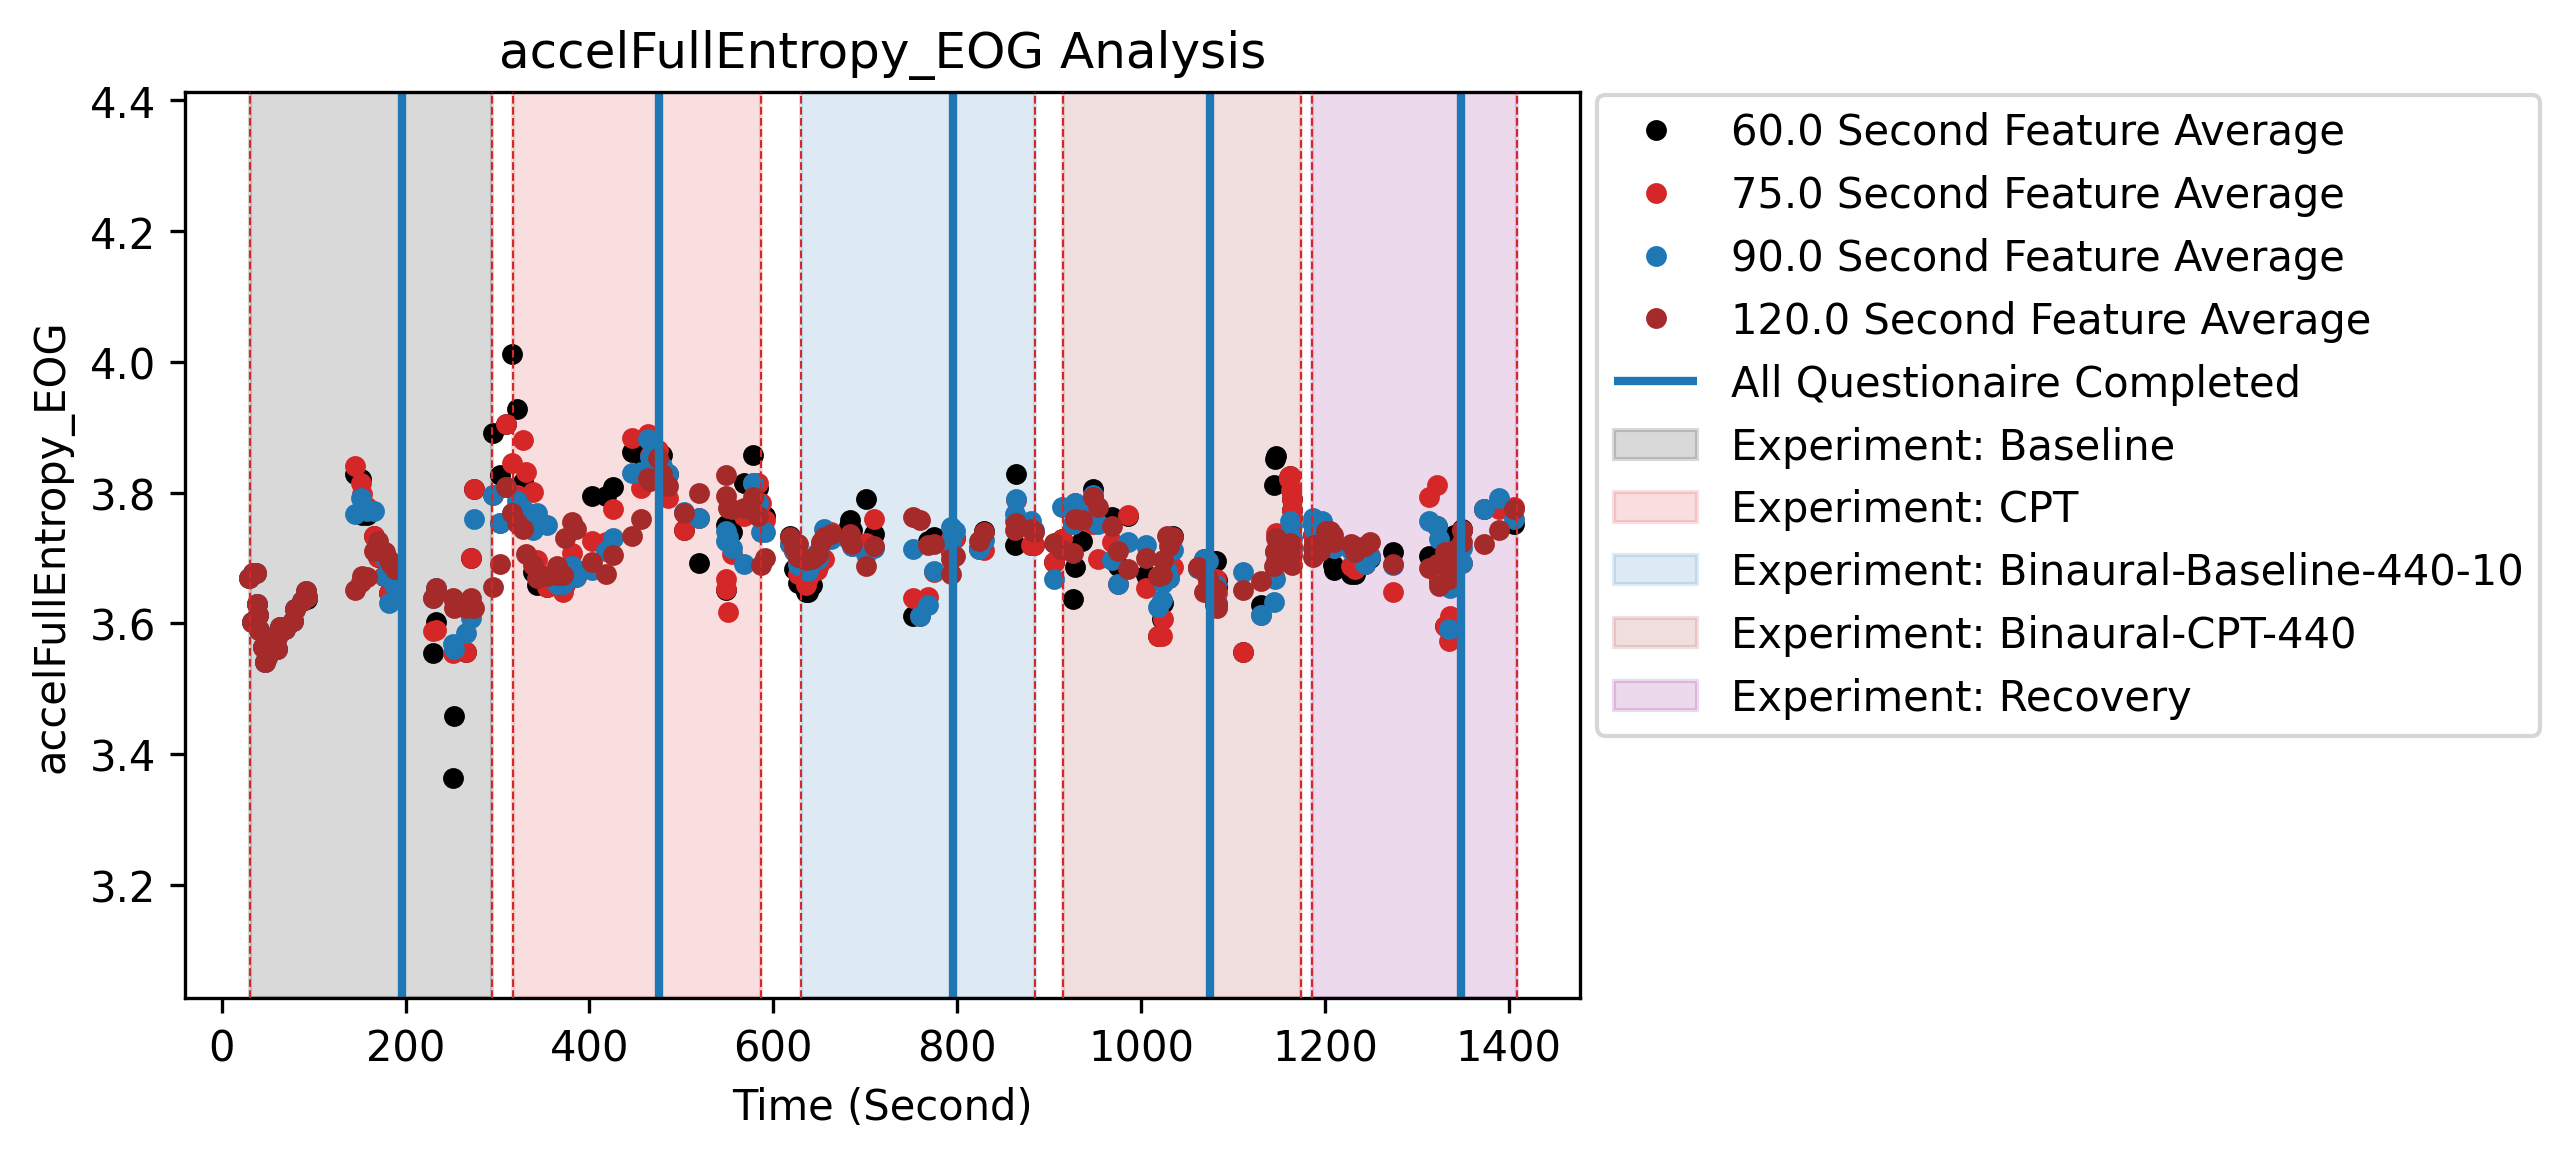 accelFullEntropy_EOG Analysis
accelFullEntropy_EOG
4.4
4.2
4.0
3.8
3.6
3.4
3.2
0 200 400 600 800 1000 1200 1400
Time (Second)
60.0 Second Feature Average
75.0 Second Feature Average
90.0 Second Feature Average
120.0 Second Feature Average
All Questionaire Completed
Experiment: Baseline
Experiment: CPT
Experiment: Binaural-Baseline-440-10
Experiment: Binaural-CPT-440
Experiment: Recovery